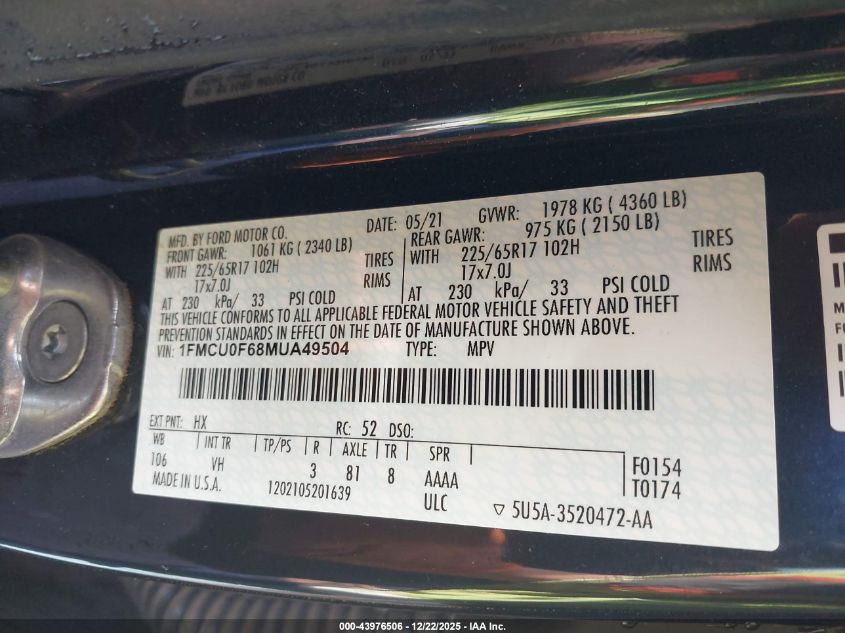 MFD. BY FORD MOTOR CO. DATE: 05/21 GVWR: 1978 KG ( 4360 LB)
FRONT GAWR: 1061 KG ( 2340 LB) REAR GAWR: 975 KG ( 2150 LB)
WITH 225/65R17 102H TIRES WITH 225/65R17 102H TIRES
17x7.0J RIMS 17x7.0J RIMS
AT 230 kPa/ 33 PSI COLD AT 230 kPa/ 33 PSI COLD
THIS VEHICLE CONFORMS TO ALL APPLICABLE FEDERAL MOTOR VEHICLE SAFETY AND THEFT
PREVENTION STANDARDS IN EFFECT ON THE DATE OF MANUFACTURE SHOWN ABOVE.
VIN: 1FMCU0F68MUA49504 TYPE: MPV
EXT PNT: HX RC: 52 DSO:
WB INT TR TP/PS R AXLE TR SPR
106 VH 3 81 8 AAAA F0154
MADE IN U.S.A. 1202105201639 ULC T0174
▽ 5U5A-3520472-AA
000-43976506 • 12/22/2025 - IAA Inc.